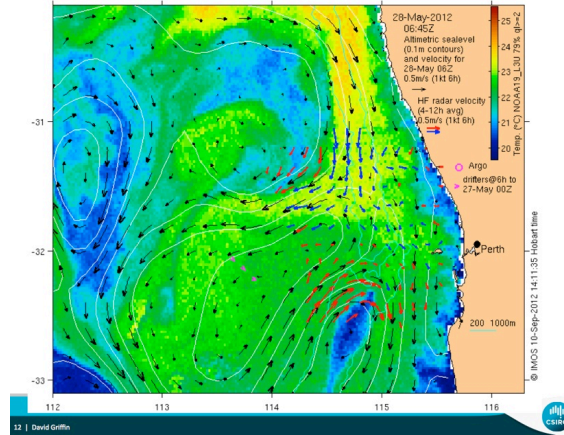 28-May-2012
06:45Z
Altimetric sealevel
(0.1m contours)
and velocity for
28-May 06Z
0.5m/s (1kt 6h)
HF radar velocity
(4-12h avg)
0.5m/s (1kt 6h)
25
24
23
22
21
20
Temp. (°C) NOAA19_L3U 79% ql>=2
Argo
drifters@6h to
27-May 00Z
Perth
200 1000m
-31
-32
-33
112
113
114
115
116
© IMOS 10-Sep-2012 14:11:35 Hobart time
12 | David Griffin
CSIRO